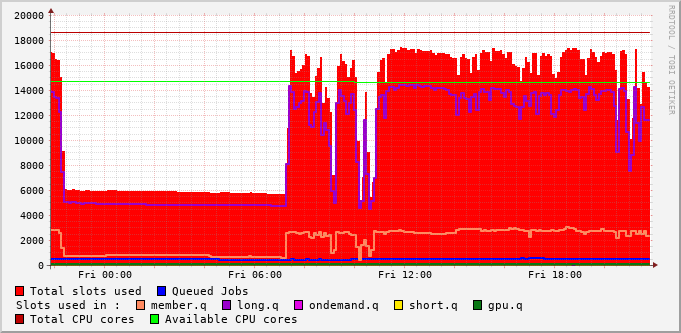 20000
18000
16000
14000
12000
10000
8000
6000
4000
2000
0
Fri 00:00 Fri 06:00 Fri 12:00 Fri 18:00
RRDTOOL / TOBI OETIKER
Total slots used Queued Jobs
Slots used in : member.q long.q ondemand.q short.q gpu.q
Total CPU cores Available CPU cores